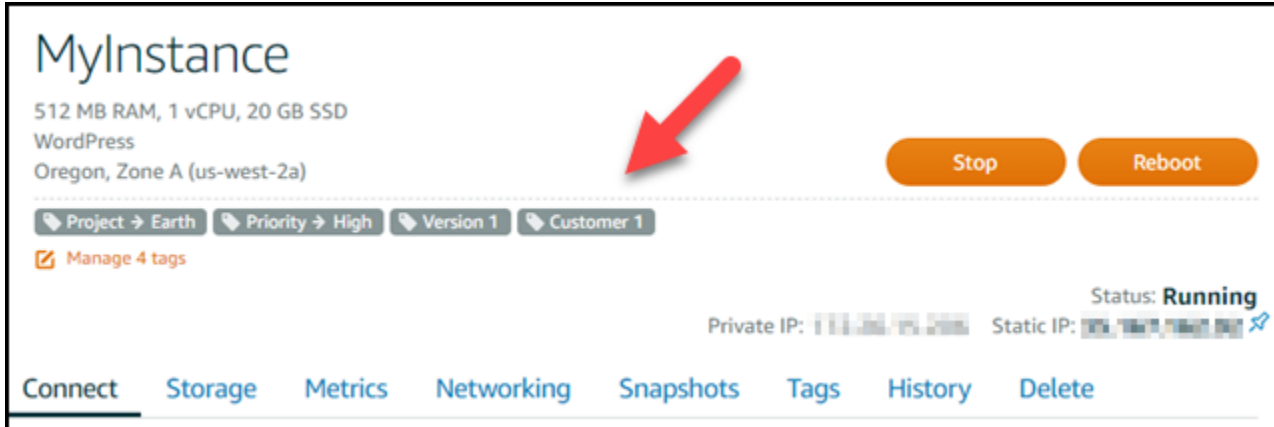 MyInstance
512 MB RAM, 1 vCPU, 20 GB SSD
WordPress
Oregon, Zone A (us-west-2a)
Stop Reboot
Project → Earth Priority → High Version 1 Customer 1
Manage 4 tags
Status: Running
Private IP: Static IP:
Connect Storage Metrics Networking Snapshots Tags History Delete